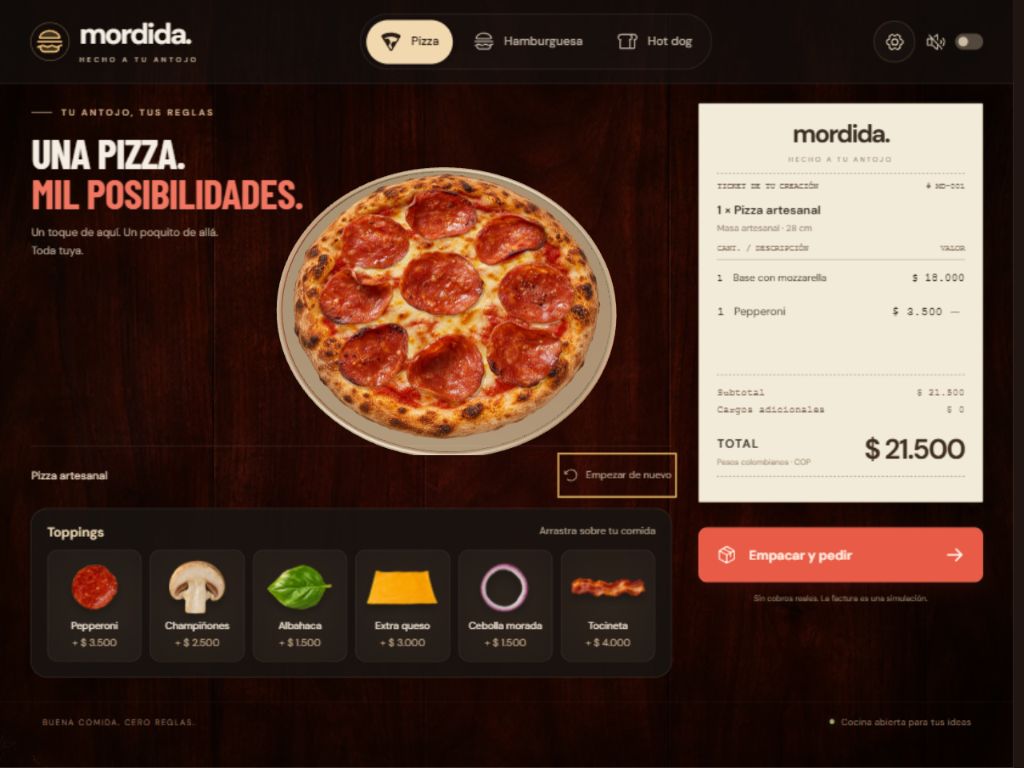 mordida.
HECHO A TU ANTOJO
Pizza
Hamburguesa
Hot dog
TU ANTOJO, TUS REGLAS
UNA PIZZA.
MIL POSIBILIDADES.
Un toque de aquí. Un poquito de allá.
Toda tuya.
Pizza artesanal
Empezar de nuevo
Toppings
Arrastra sobre tu comida
Pepperoni
+ $ 3.500
Champiñones
+ $ 2.500
Albahaca
+ $ 1.500
Extra queso
+ $ 3.000
Cebolla morada
+ $ 1.500
Tocineta
+ $ 4.000
mordida.
HECHO A TU ANTOJO
TICKET DE TU CREACIÓN # MD-001
1 × Pizza artesanal
Masa artesanal · 28 cm
CANT. / DESCRIPCIÓN VALOR
1 Base con mozzarella $ 18.000
1 Pepperoni $ 3.500 —
Subtotal $ 21.500
Cargos adicionales $ 0
TOTAL $ 21.500
Pesos colombianos · COP
Empacar y pedir
Sin cobros reales. La factura es una simulación.
BUENA COMIDA. CERO REGLAS.
Cocina abierta para tus ideas